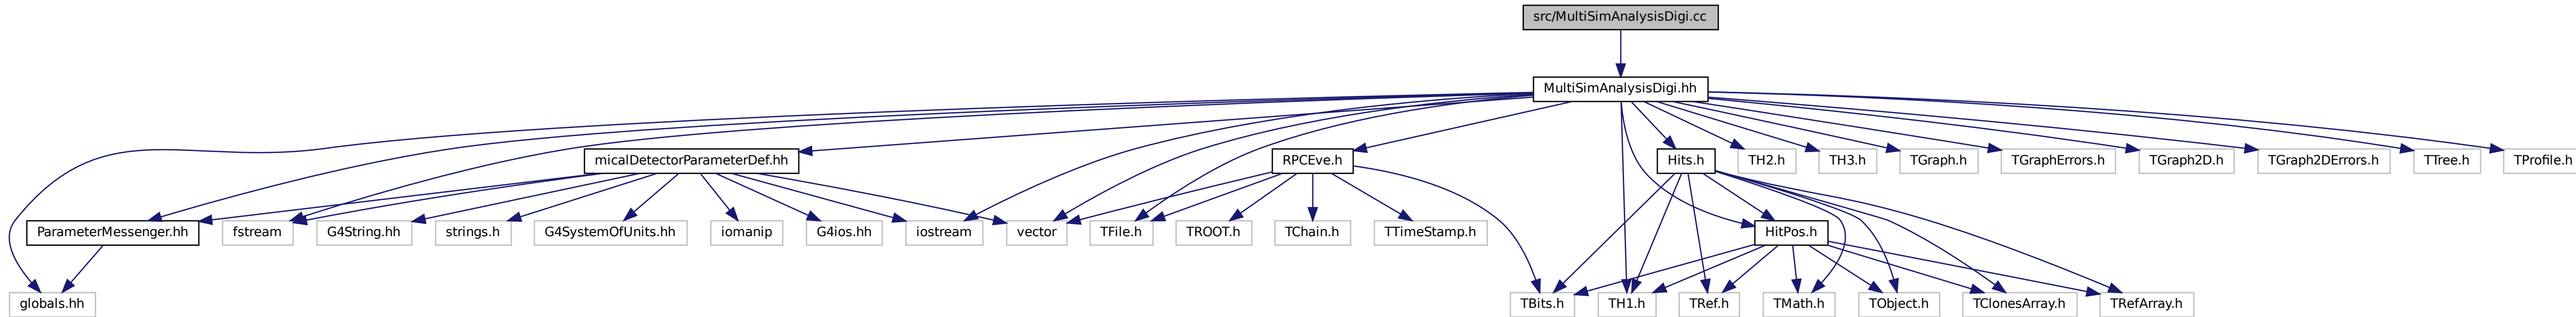 src/MultiSimAnalysisDigi.cc
MultiSimAnalysisDigi.hh
micalDetectorParameterDef.hh
RPCEve.h
Hits.h
TH2.h
TH3.h
TGraph.h
TGraphErrors.h
TGraph2D.h
TGraph2DErrors.h
TTree.h
TProfile.h
ParameterMessenger.hh
fstream
G4String.hh
strings.h
G4SystemOfUnits.hh
iomanip
G4ios.hh
iostream
vector
TFile.h
TROOT.h
TChain.h
TTimeStamp.h
HitPos.h
globals.hh
TBits.h
TH1.h
TRef.h
TMath.h
TObject.h
TClonesArray.h
TRefArray.h